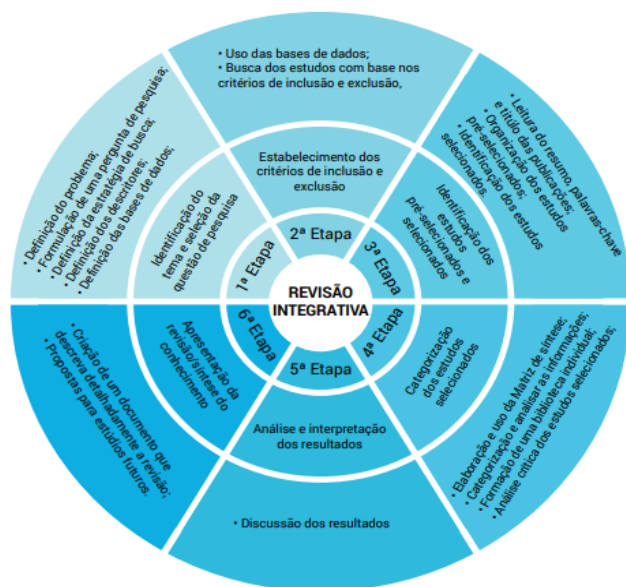 REVISÃO
INTEGRATIVA
1ª Etapa
Identificação do
tema e seleção da
questão de pesquisa
• Definição do problema;
• Formulação de uma pergunta de pesquisa;
• Definição da estratégia de busca;
• Definição dos descritores;
• Definição das bases de dados;
2ª Etapa
Estabelecimento dos
critérios de inclusão e
exclusão
• Uso das bases de dados;
• Busca dos estudos com base nos
critérios de inclusão e exclusão,
3ª Etapa
Identificação dos
estudos
pré-selecionados e
selecionados
• Leitura do resumo, palavras-chave
e título das publicações;
• Organização dos estudos
pré-selecionados;
• Identificação dos estudos
selecionados.
4ª Etapa
Categorização
dos estudos
selecionados
• Elaboração e uso da Matriz de síntese;
• Categorização e analisar as informações;
• Formação de uma biblioteca individual;
• Análise crítica dos estudos selecionados;
5ª Etapa
Análise e interpretação
dos resultados
• Discussão dos resultados
6ª Etapa
Apresentação da
revisão/síntese do
conhecimento
• Criação de um documento que
descreva detalhadamente a revisão;
• Propostas para estúdios futuros.